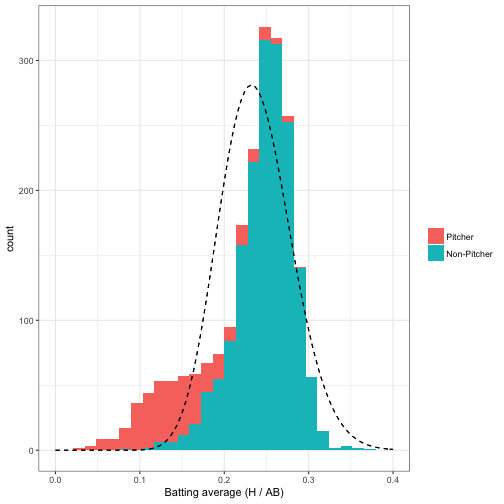 300
200
100
0
count
0.0 0.1 0.2 0.3 0.4
Batting average (H / AB)
Pitcher
Non-Pitcher